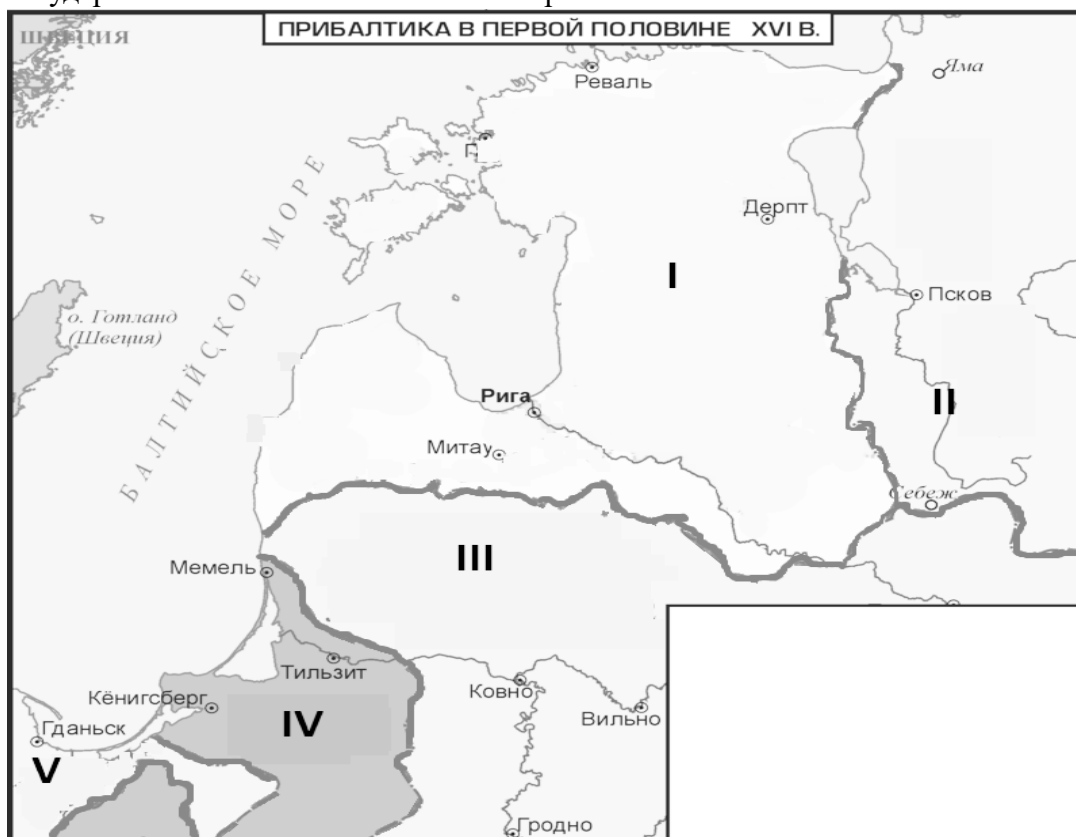 ПРИБАЛТИКА В ПЕРВОЙ ПОЛОВИНЕ XVI В.
ШВЕЦИЯ
Яма
Реваль
П
БАЛТИЙСКОЕ МОРЕ
Дерпт
I
Псков
о. Готланд
(Швеция)
Рига
II
Митау
Себеж
III
Мемель
Тильзит
Ковно
Кёнигсберг
Вильно
IV
Гданьск
V
Гродно